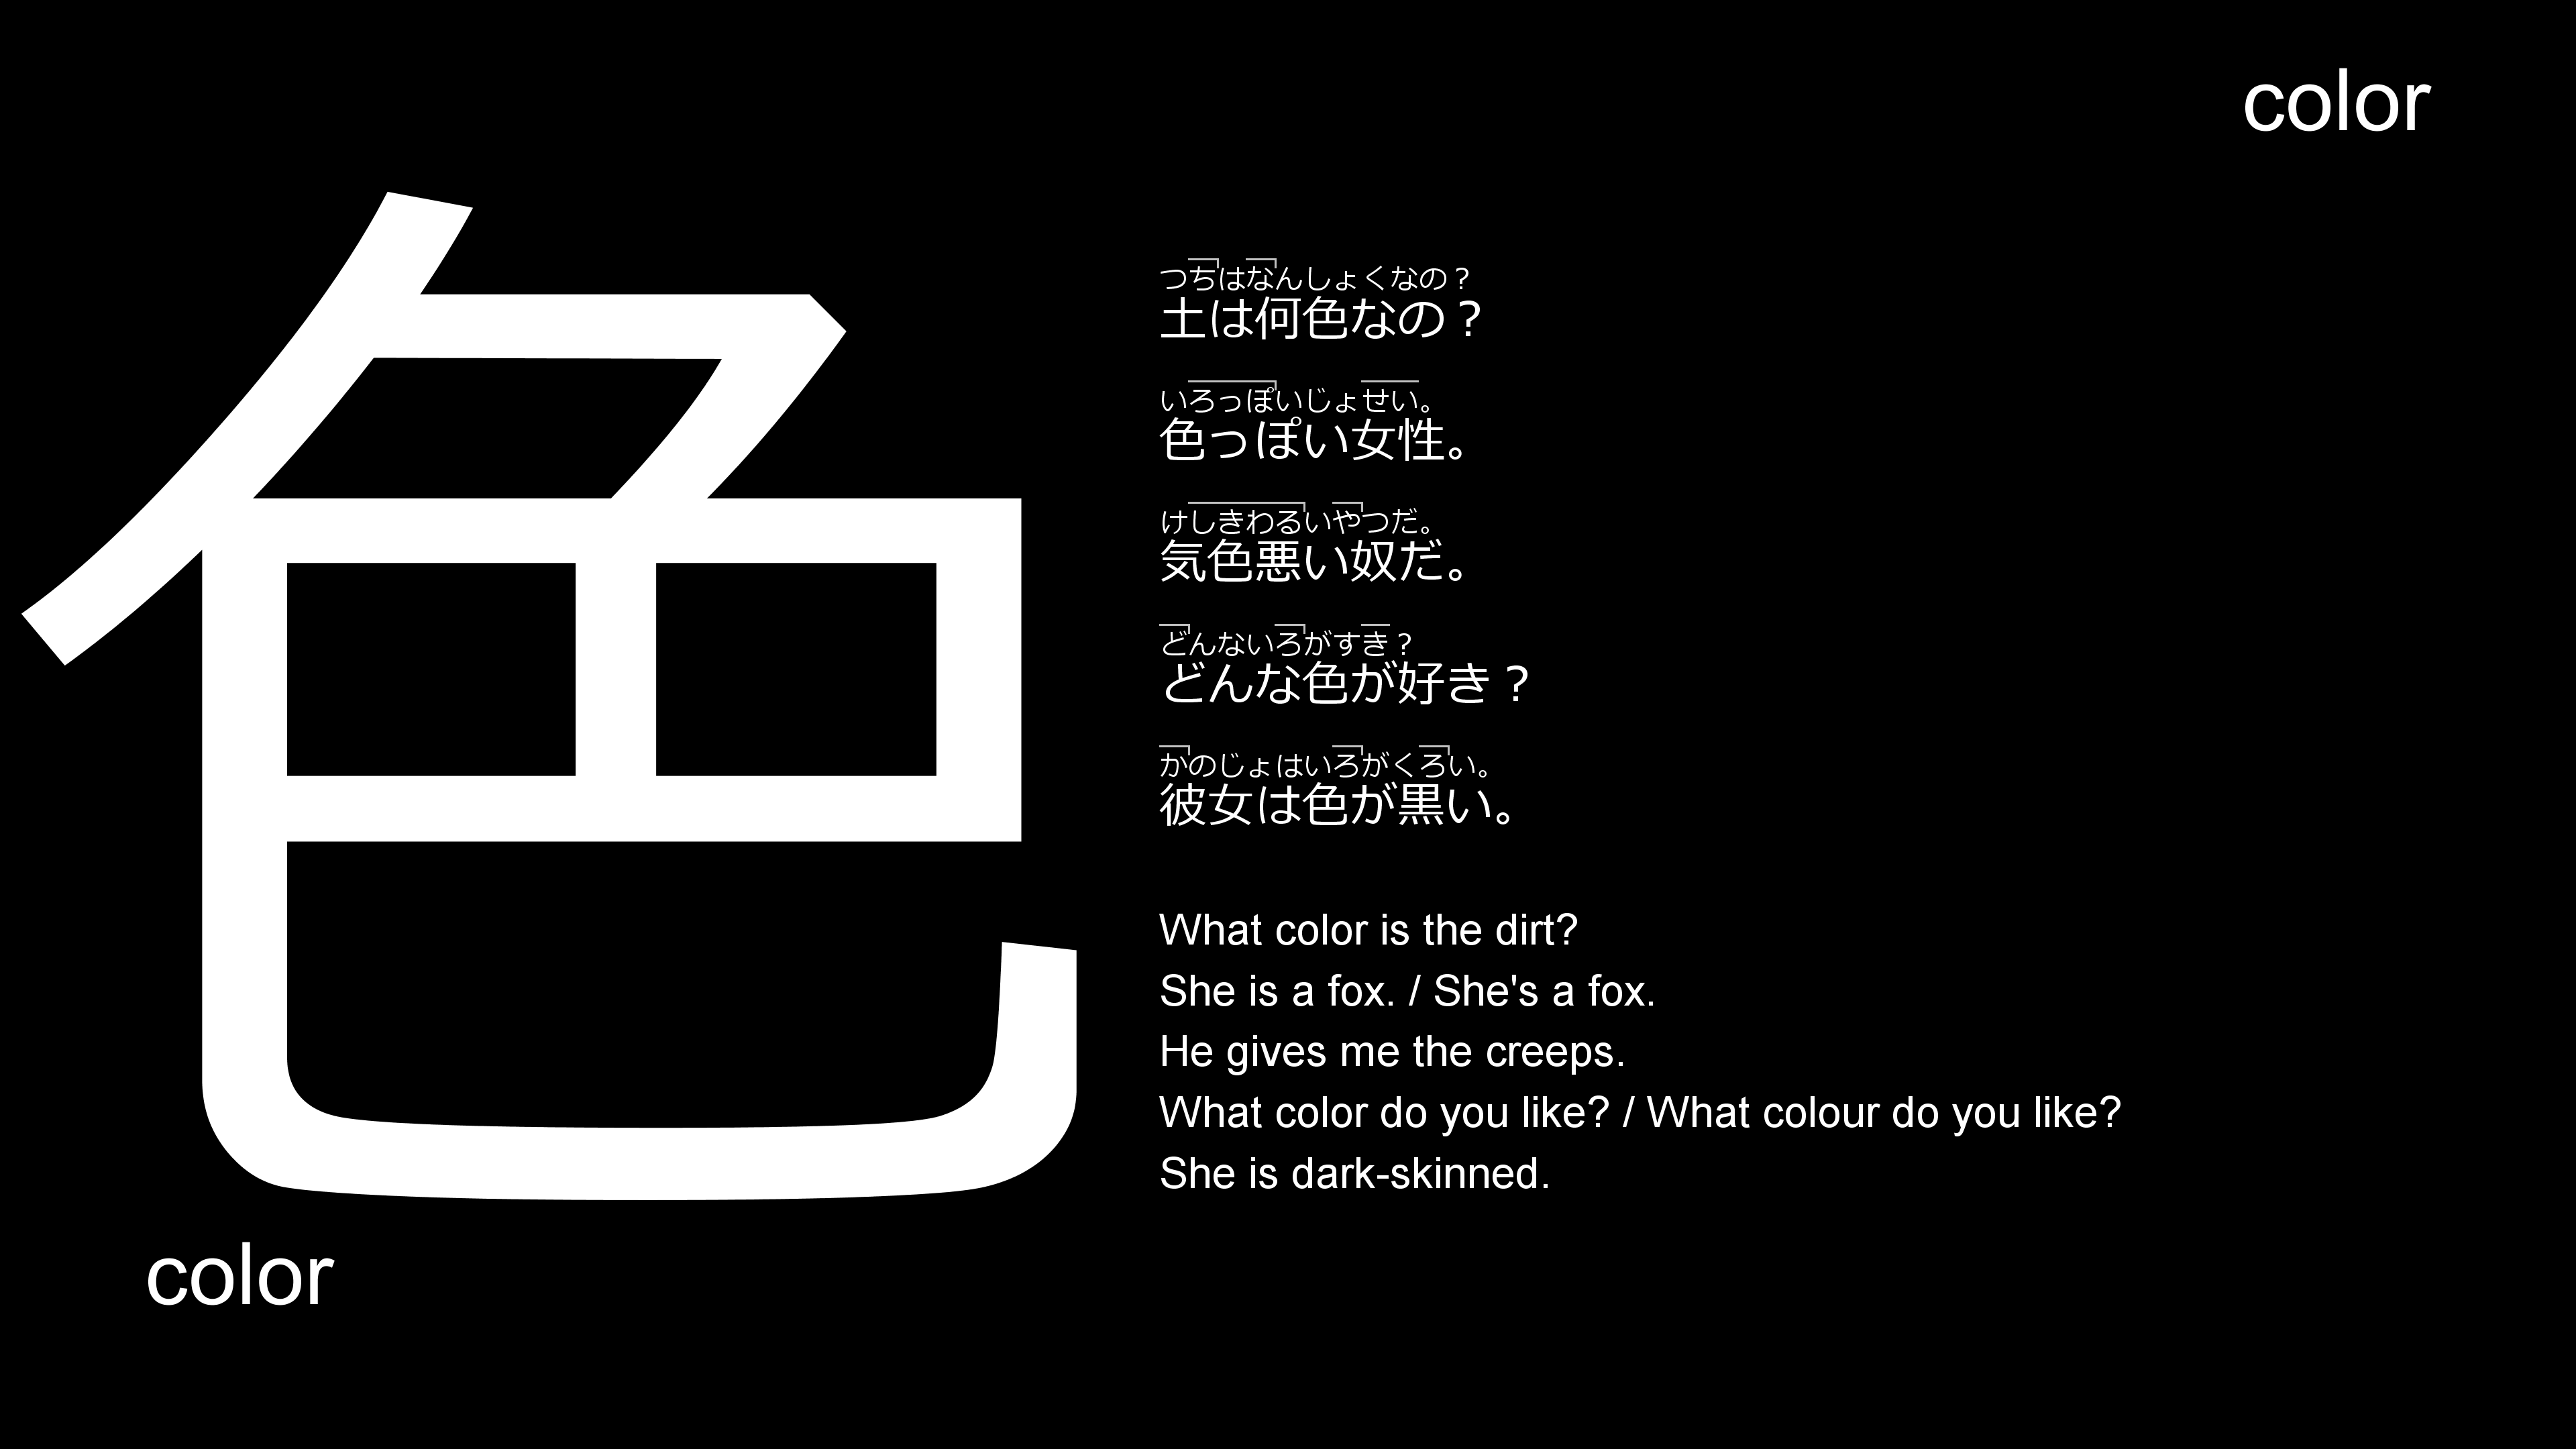 color
色
つちはなんしょくなの？
土は何色なの？
いろっぽいじょせい。
色っぽい女性。
けしきわるいやつだ。
気色悪い奴だ。
どんないろがすき？
どんな色が好き？
かのじょはいろがくろい。
彼女は色が黒い。
What color is the dirt?
She is a fox. / She's a fox.
He gives me the creeps.
What color do you like? / What colour do you like?
She is dark-skinned.
color